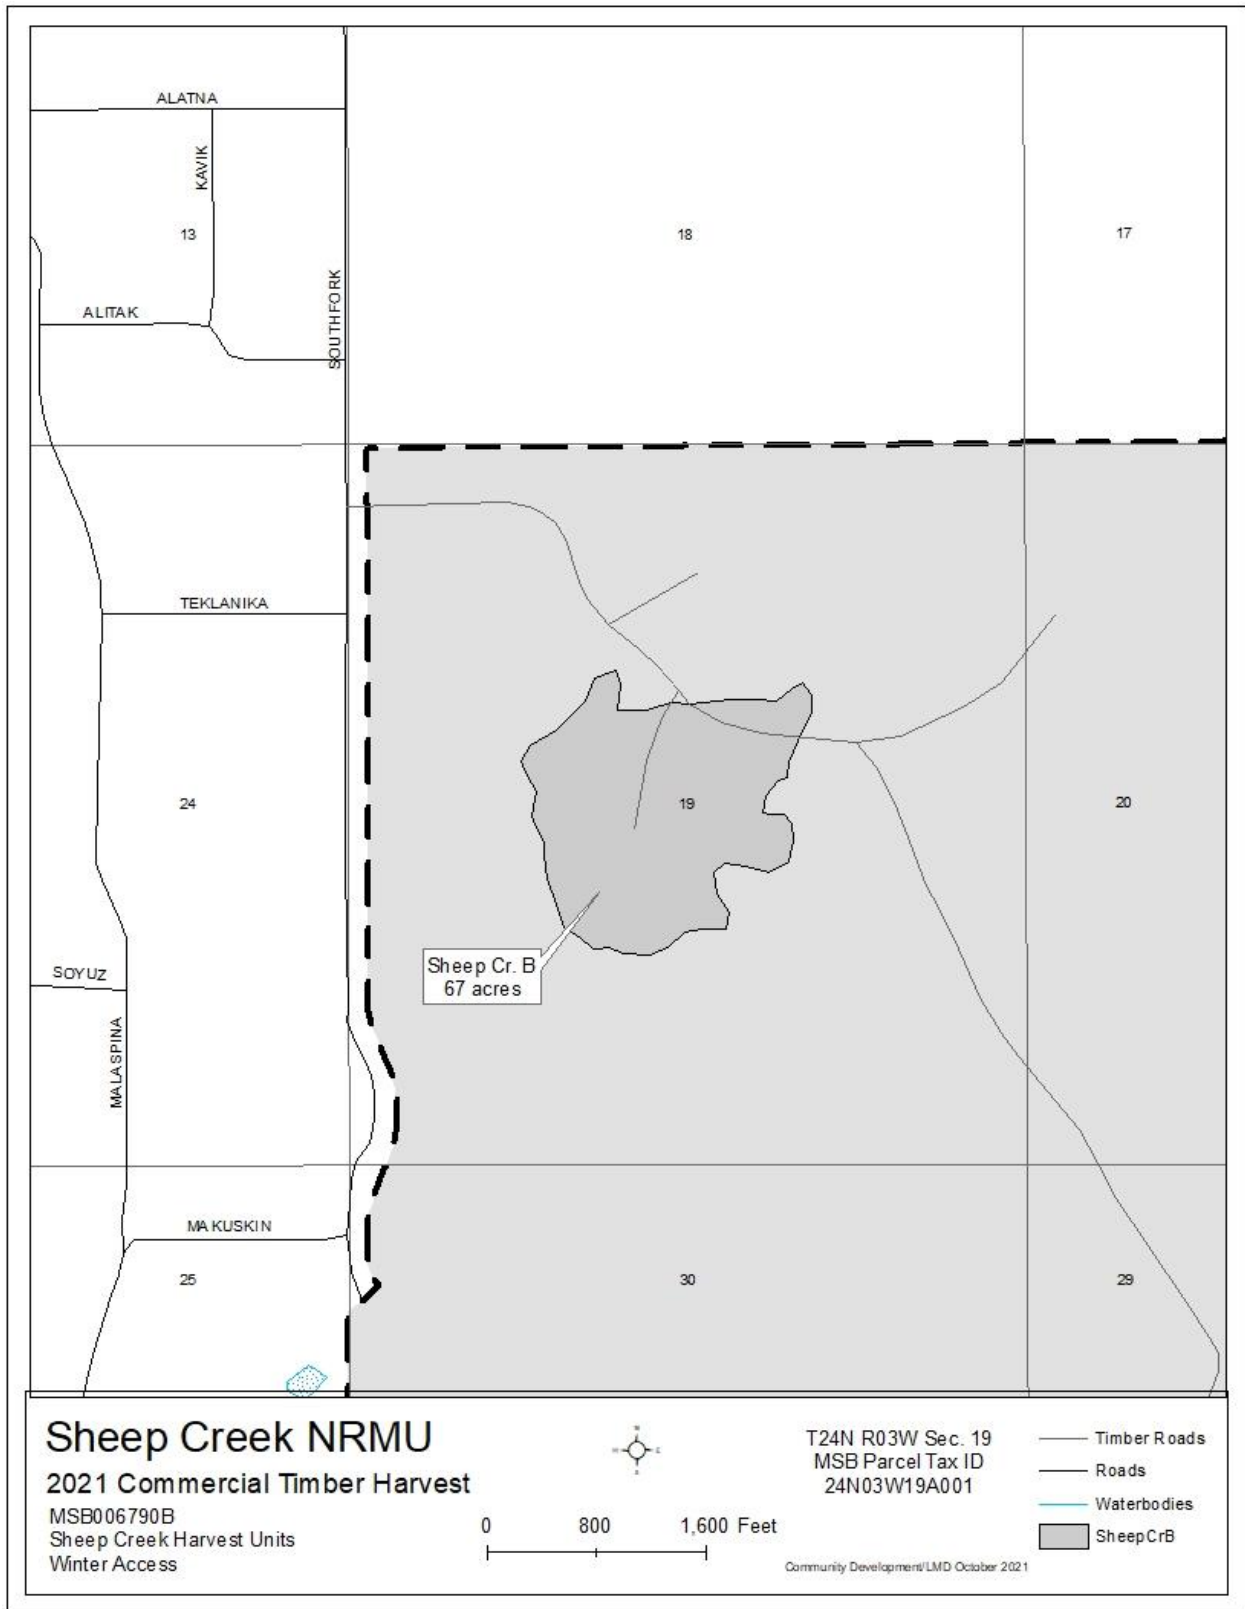 ALATNA
KAVIK
13
18
17
SOUTHFORK
ALITAK
TEKLANIKA
24
19
20
Sheep Cr. B
67 acres
SOYUZ
MALASPINA
MAKUSKIN
25
30
29
Sheep Creek NRMU
2021 Commercial Timber Harvest
MSB006790B
Sheep Creek Harvest Units
Winter Access
0 800 1,600 Feet
T24N R03W Sec. 19
MSB Parcel Tax ID
24N03W19A001
Community Development/LMD October 2021
Timber Roads
Roads
Waterbodies
SheepCrB